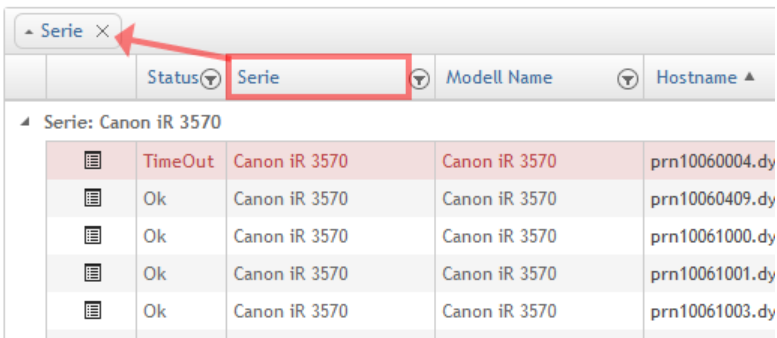 Serie
Status Serie Modell Name Hostname
Serie: Canon iR 3570
TimeOut Canon iR 3570 Canon iR 3570 prn10060004.dy
Ok Canon iR 3570 Canon iR 3570 prn10060409.dy
Ok Canon iR 3570 Canon iR 3570 prn10061000.dy
Ok Canon iR 3570 Canon iR 3570 prn10061001.dy
Ok Canon iR 3570 Canon iR 3570 prn10061003.dy